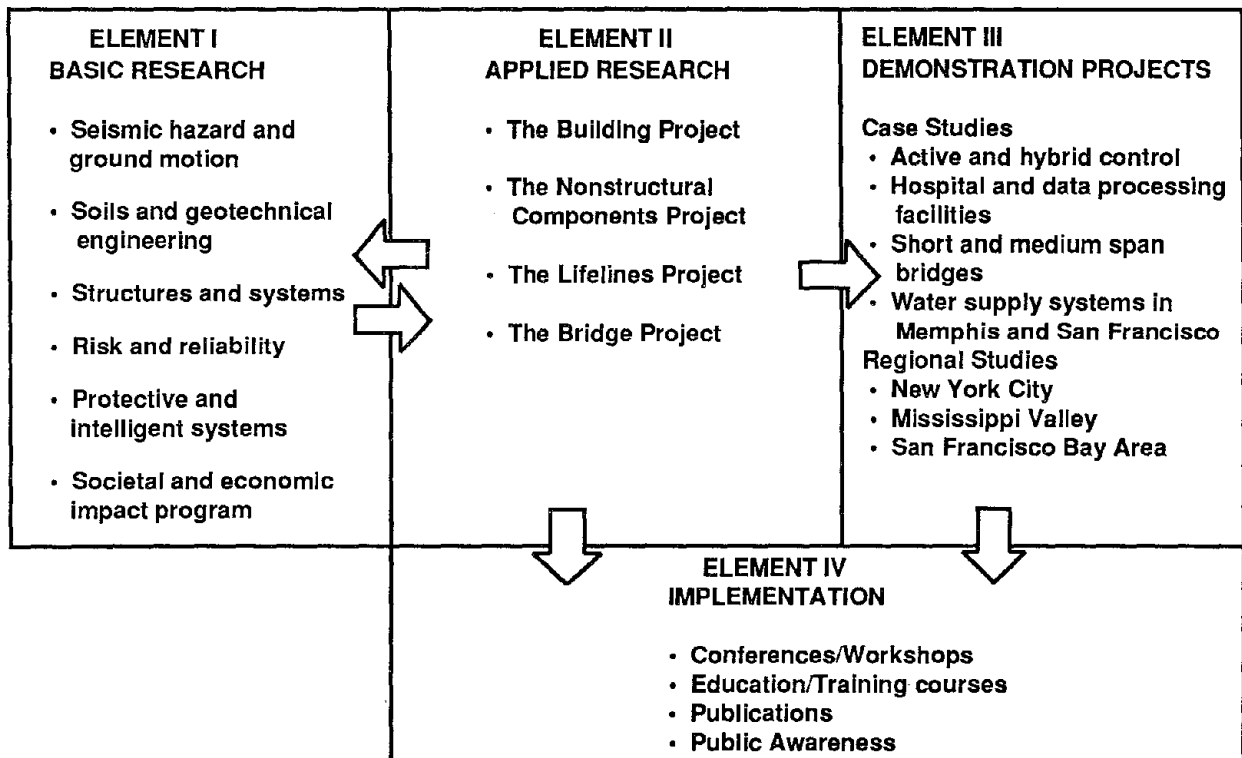 ELEMENT I
BASIC RESEARCH
• Seismic hazard and
ground motion
• Soils and geotechnical
engineering
• Structures and systems
• Risk and reliability
• Protective and
intelligent systems
• Societal and economic
impact program
ELEMENT II
APPLIED RESEARCH
• The Building Project
• The Nonstructural
Components Project
• The Lifelines Project
• The Bridge Project
ELEMENT III
DEMONSTRATION PROJECTS
Case Studies
• Active and hybrid control
• Hospital and data processing
facilities
• Short and medium span
bridges
• Water supply systems in
Memphis and San Francisco
Regional Studies
• New York City
• Mississippi Valley
• San Francisco Bay Area
ELEMENT IV
IMPLEMENTATION
• Conferences/Workshops
• Education/Training courses
• Publications
• Public Awareness